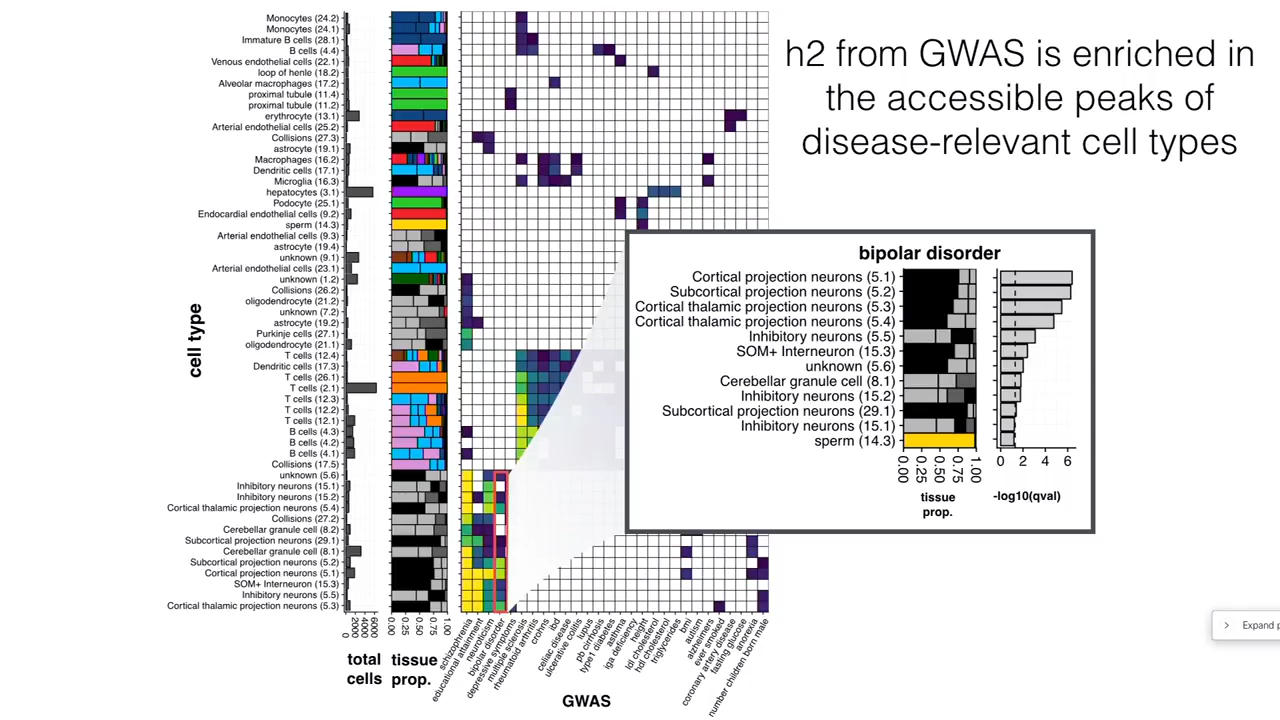 h2 from GWAS is enriched in
the accessible peaks of
disease-relevant cell types
cell type
Monocytes (24.2)
Monocytes (24.1)
Immature B cells (28.1)
B cells (4.4)
Venous endothelial cells (22.1)
loop of henle (18.2)
Alveolar macrophages (17.2)
proximal tubule (11.4)
proximal tubule (11.2)
erythrocyte (13.1)
Arterial endothelial cells (25.2)
Collisions (27.3)
astrocyte (19.1)
Macrophages (16.2)
Dendritic cells (17.1)
Microglia (16.3)
hepatocytes (3.1)
Podocyte (25.1)
Endocardial endothelial cells (9.2)
sperm (14.3)
Arterial endothelial cells (9.3)
astrocyte (19.4)
unknown (9.1)
Arterial endothelial cells (23.1)
unknown (1.2)
Collisions (26.2)
oligodendrocyte (21.2)
unknown (7.2)
astrocyte (19.2)
Purkinje cells (27.1)
oligodendrocyte (21.1)
T cells (12.4)
Dendritic cells (17.3)
T cells (26.1)
T cells (2.1)
T cells (12.3)
T cells (12.2)
T cells (12.1)
B cells (4.3)
B cells (4.2)
B cells (4.1)
Collisions (17.5)
unknown (5.6)
Inhibitory neurons (15.1)
Inhibitory neurons (15.2)
Cortical thalamic projection neurons (5.4)
Collisions (27.2)
Cerebellar granule cell (8.2)
Subcortical projection neurons (29.1)
Cerebellar granule cell (8.1)
Subcortical projection neurons (5.2)
Cortical projection neurons (5.1)
SOM+ Interneuron (15.3)
Inhibitory neurons (5.5)
Cortical thalamic projection neurons (5.3)
0 2000 4000 6000
0.00 0.25 0.50 0.75 1.00
total
cells
tissue
prop.
schizophrenia
educational attainment
neuroticism
bipolar disorder
depressive symptoms
multiple sclerosis
rheumatoid arthritis
crohns
ibd
celiac disease
ulcerative colitis
lupus
pb cirrhosis
type1 diabetes
asthma
iga deficiency
height
ldl cholesterol
hdl cholesterol
triglycerides
bmi
autism
alzheimers
ever smoked
coronary artery disease
fasting glucose
anorexia
number children born male
GWAS
bipolar disorder
Cortical projection neurons (5.1)
Subcortical projection neurons (5.2)
Cortical thalamic projection neurons (5.3)
Cortical thalamic projection neurons (5.4)
Inhibitory neurons (5.5)
SOM+ Interneuron (15.3)
unknown (5.6)
Cerebellar granule cell (8.1)
Inhibitory neurons (15.2)
Subcortical projection neurons (29.1)
Inhibitory neurons (15.1)
sperm (14.3)
0.00 0.25 0.50 0.75 1.00
0 2 4 6
tissue
prop.
-log10(qval)
Expand p